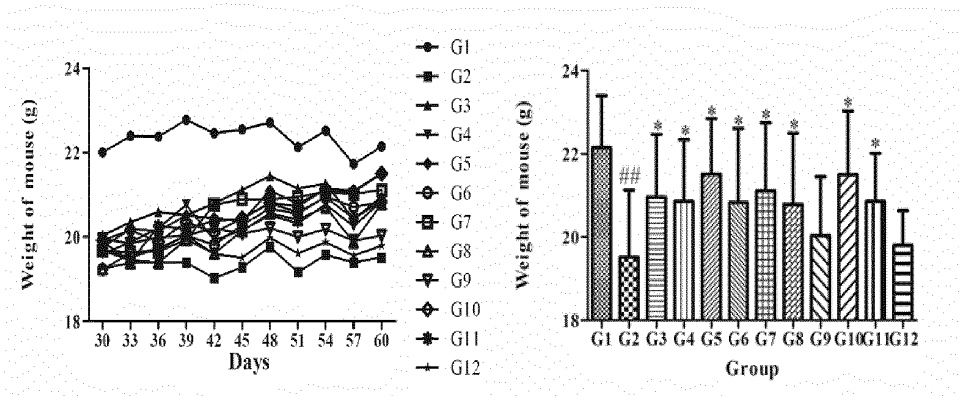 24
22
20
18
Weight of mouse (g)
30 33 36 39 42 45 48 51 54 57 60
Days
G1
G2
G3
G4
G5
G6
G7
G8
G9
G10
G11
G12
24
22
20
18
Weight of mouse (g)
##
* * * * * * * *
G1 G2 G3 G4 G5 G6 G7 G8 G9 G10 G11 G12
Group